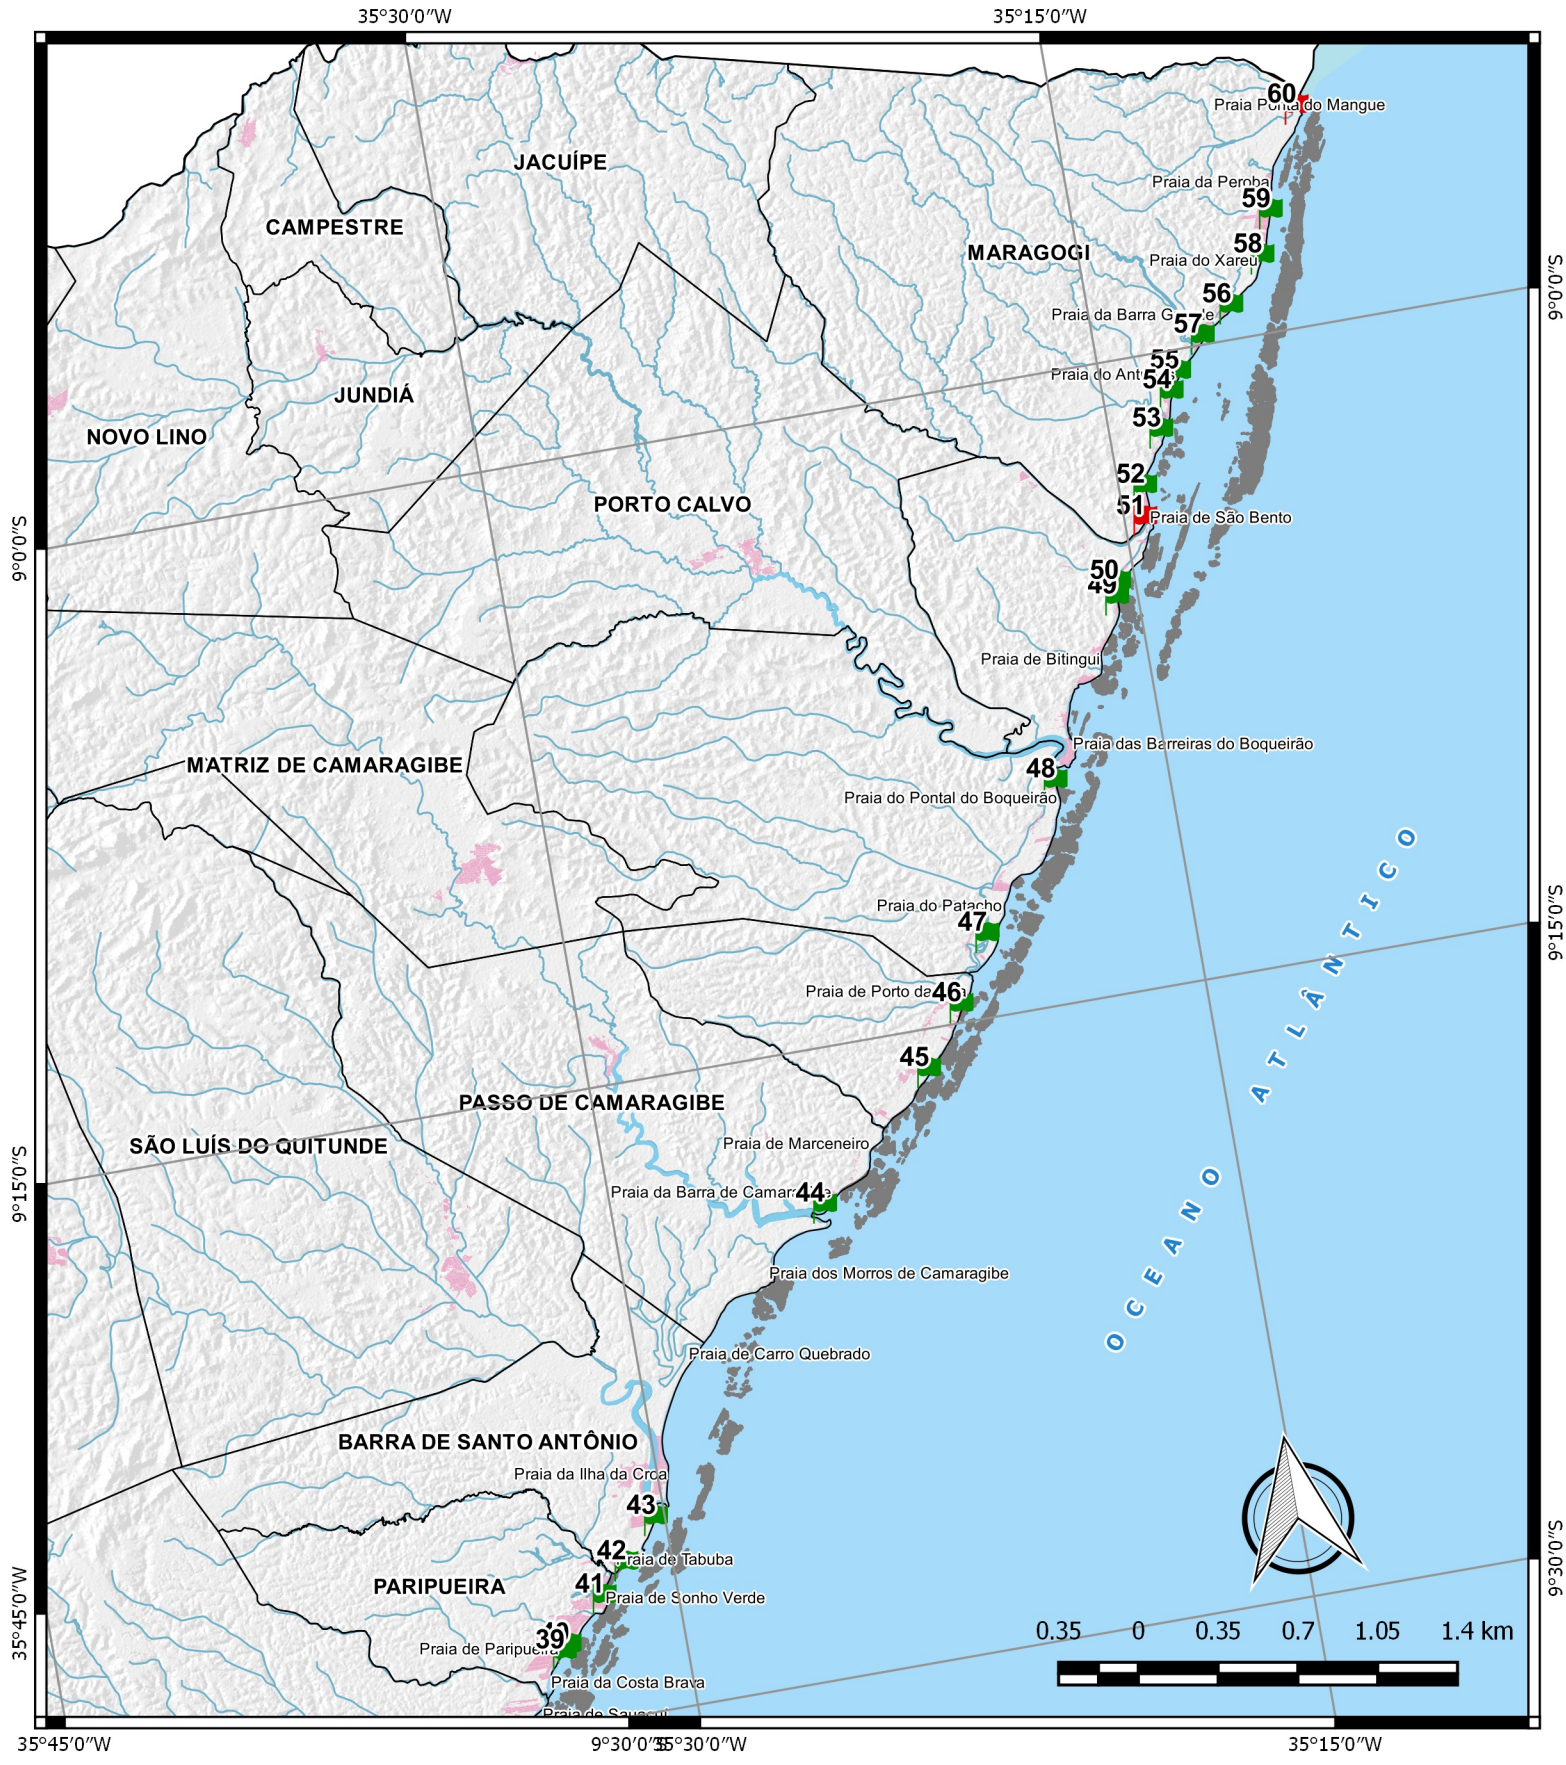 35°30′0″W
35°15′0″W
60
Praia Ponta do Mangue
JACUÍPE
Praia da Peroba
59
CAMPESTRE
58
MARAGOGI
Praia do Xaréu
56
9°0′0″S
Praia da Barra
57
55
Praia do
54
JUNDIÁ
53
NOVO LINO
52
PORTO CALVO
51
Praia de São Bento
9°0′0″S
50
49
Praia de Bitingui
Praia das Barreiras do Boqueirão
MATRIZ DE CAMARAGIBE
48
Praia do Pontal do Boqueirão
Praia do Patacho
47
9°15′0″S
Praia de Porto da
46
OCEANO ATLÂNTICO
45
PASSO DE CAMARAGIBE
SÃO LUÍS DO QUITUNDE
Praia de Marceneiro
9°15′0″S
Praia da Barra de
44
Praia dos Morros de Camaragibe
Praia de Carro Quebrado
BARRA DE SANTO ANTÔNIO
Praia da Ilha da Croa
43
9°30′0″S
42
Praia de Tabuba
PARIPUEIRA
41
Praia de Sonho Verde
35°45′0″W
39
Praia de Paripueira
0.35 0 0.35 0.7 1.05 1.4 km
Praia da Costa Brava
Praia de
35°45′0″W
9°30′0″S
35°30′0″W
35°15′0″W